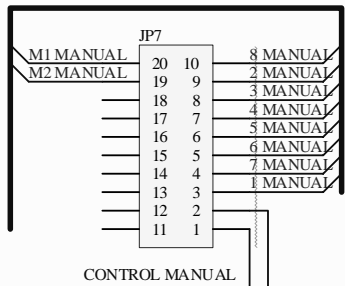 JP7
M1 MANUAL 20 10 8 MANUAL
M2 MANUAL 19 9 2 MANUAL
18 8 3 MANUAL
17 7 4 MANUAL
16 6 5 MANUAL
15 5 6 MANUAL
14 4 7 MANUAL
13 3 1 MANUAL
12 2
11 1
CONTROL MANUAL